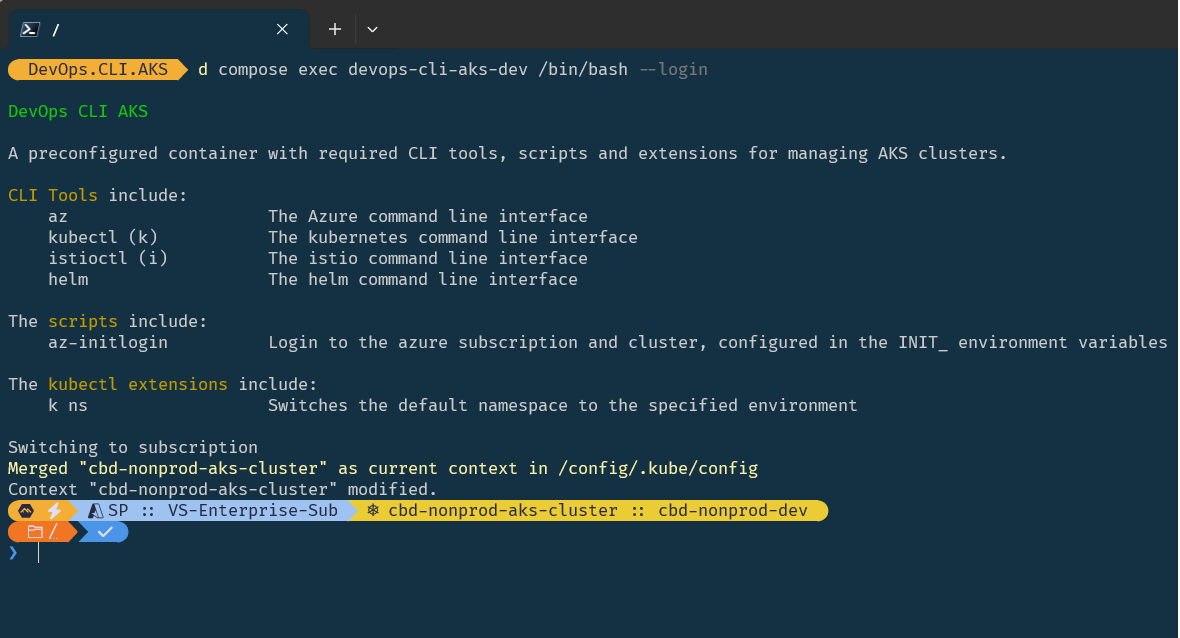 /
DevOps.CLI.AKS d compose exec devops-cli-aks-dev /bin/bash --login
DevOps CLI AKS
A preconfigured container with required CLI tools, scripts and extensions for managing AKS clusters.
CLI Tools include:
az The Azure command line interface
kubectl (k) The kubernetes command line interface
istioctl (i) The istio command line interface
helm The helm command line interface
The scripts include:
az-initlogin Login to the azure subscription and cluster, configured in the INIT_ environment variables
The kubectl extensions include:
k ns Switches the default namespace to the specified environment
Switching to subscription
Merged "cbd-nonprod-aks-cluster" as current context in /config/.kube/config
Context "cbd-nonprod-aks-cluster" modified.
SP :: VS-Enterprise-Sub ⎈ cbd-nonprod-aks-cluster :: cbd-nonprod-dev
/
❯